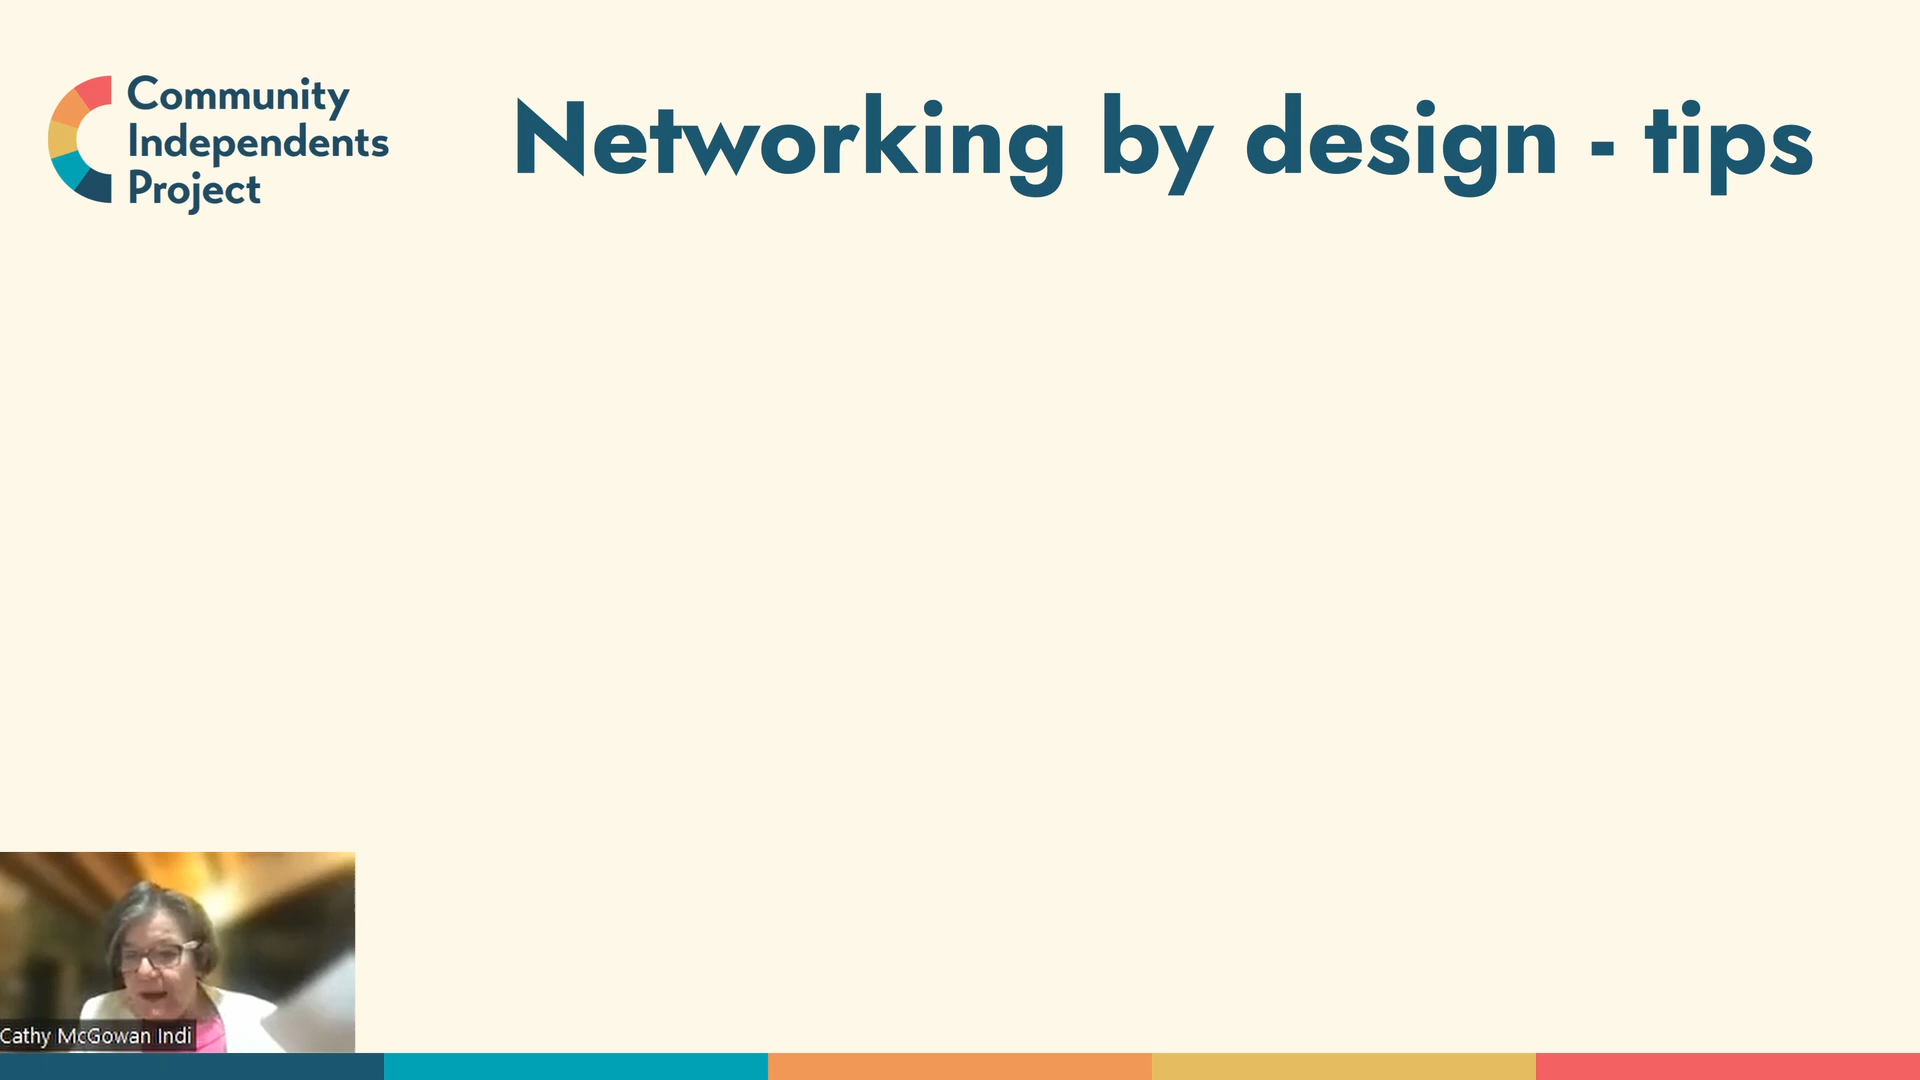 Community
Independents
Project
Networking by design - tips
Cathy McGowan Indi